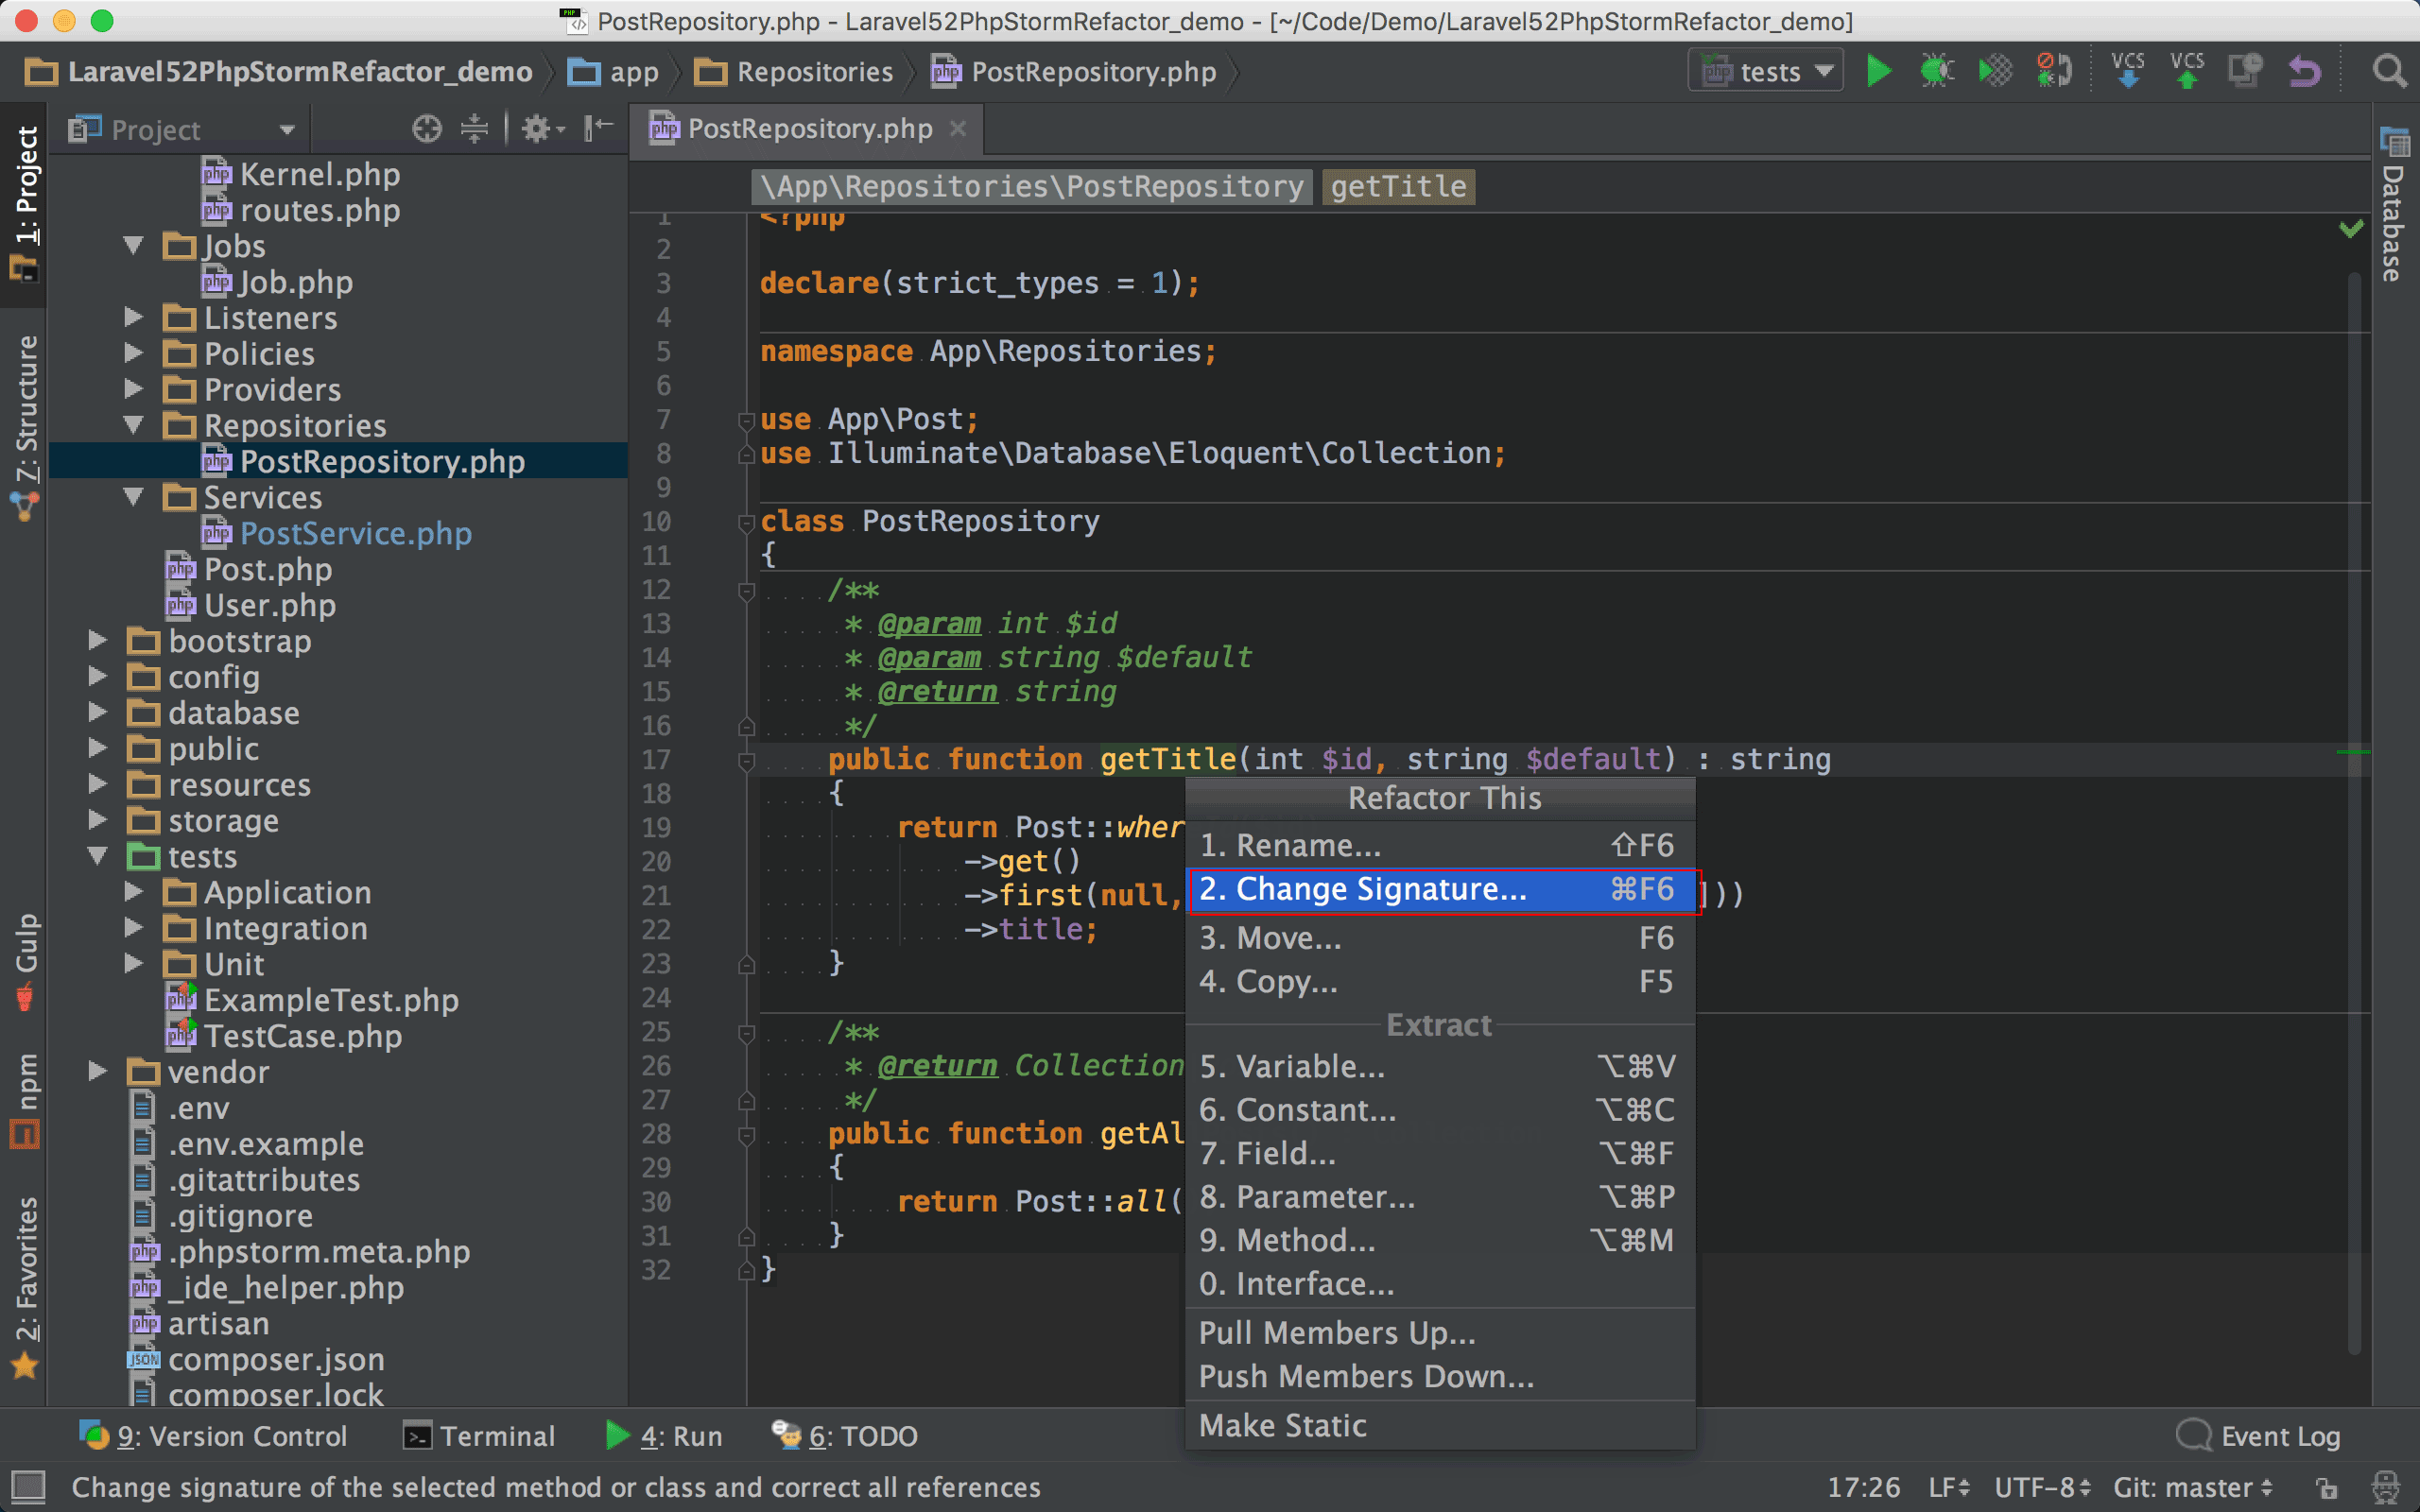 PostRepository.php - Laravel52PhpStormRefactor_demo - [~/Code/Demo/Laravel52PhpStormRefactor_demo]
Laravel52PhpStormRefactor_demo app Repositories PostRepository.php tests VCS VCS
1: Project
Z: Structure
Gulp
npm
2: Favorites
Project
Kernel.php
routes.php
Jobs
Job.php
Listeners
Policies
Providers
Repositories
PostRepository.php
Services
PostService.php
Post.php
User.php
bootstrap
config
database
public
resources
storage
tests
Application
Integration
Unit
ExampleTest.php
TestCase.php
vendor
.env
.env.example
.gitattributes
.gitignore
.phpstorm.meta.php
_ide_helper.php
artisan
composer.json
composer.lock
PostRepository.php
\App\Repositories\PostRepository getTitle
1 <?php
2
3 declare(strict_types = 1);
4
5 namespace App\Repositories;
6
7 use App\Post;
8 use Illuminate\Database\Eloquent\Collection;
9
10 class PostRepository
11 {
12 /**
13 * @param int $id
14 * @param string $default
15 * @return string
16 */
17 public function getTitle(int $id, string $default) : string
18 {
19 return Post::wher
20 ->get()
21 ->first(null, ]))
22 ->title;
23 }
24
25 /**
26 * @return Collection
27 */
28 public function getAl
29 {
30 return Post::all(
31 }
32 }
Refactor This
1. Rename... ⇧F6
2. Change Signature... ⌘F6
3. Move... F6
4. Copy... F5
Extract
5. Variable... ⌥⌘V
6. Constant... ⌥⌘C
7. Field... ⌥⌘F
8. Parameter... ⌥⌘P
9. Method... ⌥⌘M
0. Interface...
Pull Members Up...
Push Members Down...
Make Static
Database
9: Version Control Terminal 4: Run 6: TODO Event Log
Change signature of the selected method or class and correct all references 17:26 LF UTF-8 Git: master